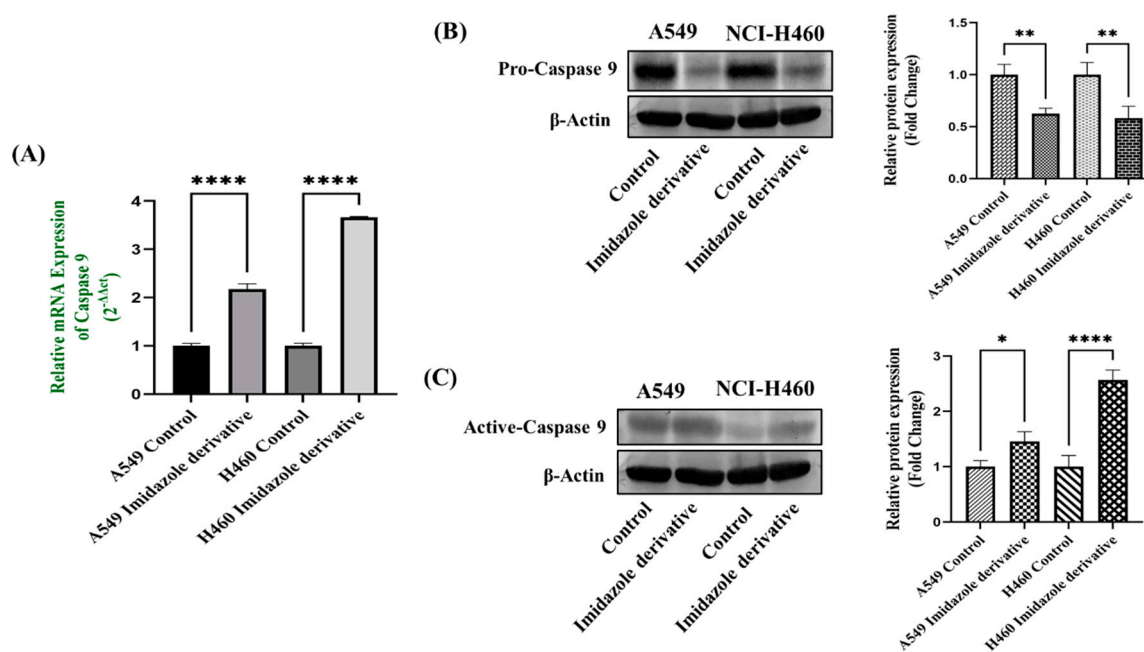 (A)
Relative mRNA Expression
of Caspase 9
(2^-ΔΔct)
4
3
2
1
0
****
****
A549 Control
A549 Imidazole derivative
H460 Control
H460 Imidazole derivative
(B)
A549 NCI-H460
Pro-Caspase 9
β-Actin
Control
Imidazole derivative
Control
Imidazole derivative
Relative protein expression
(Fold Change)
1.5
1.0
0.5
0.0
**
**
A549 Control
A549 Imidazole derivative
H460 Control
H460 Imidazole derivative
(C)
A549 NCI-H460
Active-Caspase 9
β-Actin
Control
Imidazole derivative
Control
Imidazole derivative
Relative protein expression
(Fold Change)
3
2
1
0
*
****
A549 Control
A549 Imidazole derivative
H460 Control
H460 Imidazole derivative